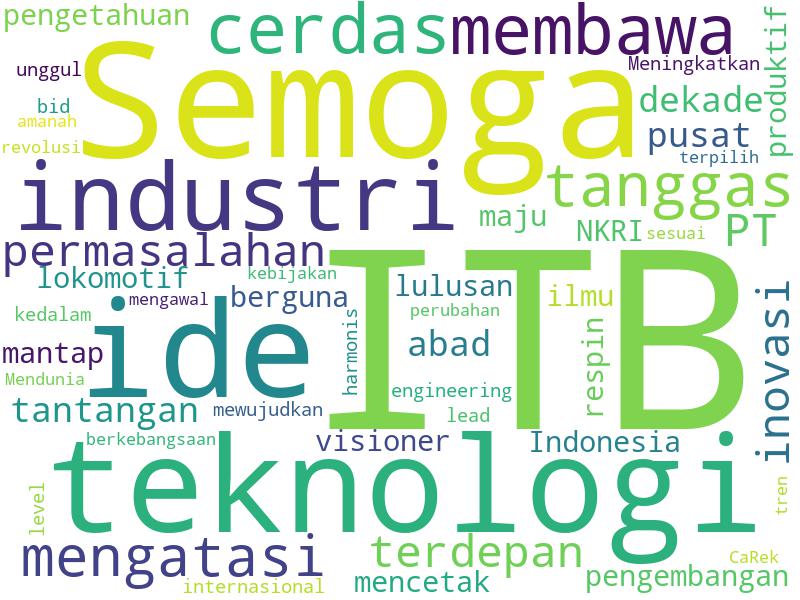 pengetahuan
cerdas
membawa
produktif
unggul
Semoga
Meningkatkan
bid
dekade
amanah
pusat
revolusi
terpilih
industri
tanggas
maju
NKRI
sesuai
PT
permasalahan
ITB
lokomotif
kebijakan
lulusan
ilmu
inovasi
mengawal
berguna
kedalam
ide
harmonis
perubahan
respin
mantap
abad
Mendunia
engineering
tantangan
mewujudkan
lead
berkebangsaan
visioner
Indonesia
teknologi
level
tren
mengatasi
terdepan
CaRek
internasional
mencetak
pengembangan